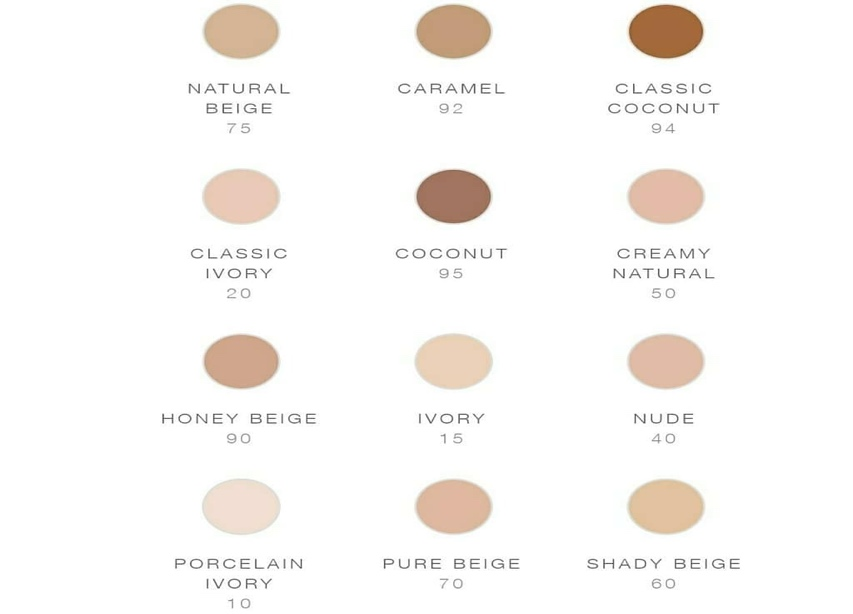 NATURAL
BEIGE
75
CARAMEL
92
CLASSIC
COCONUT
94
CLASSIC
IVORY
20
COCONUT
95
CREAMY
NATURAL
50
HONEY BEIGE
90
IVORY
15
NUDE
40
PORCELAIN
IVORY
10
PURE BEIGE
70
SHADY BEIGE
60